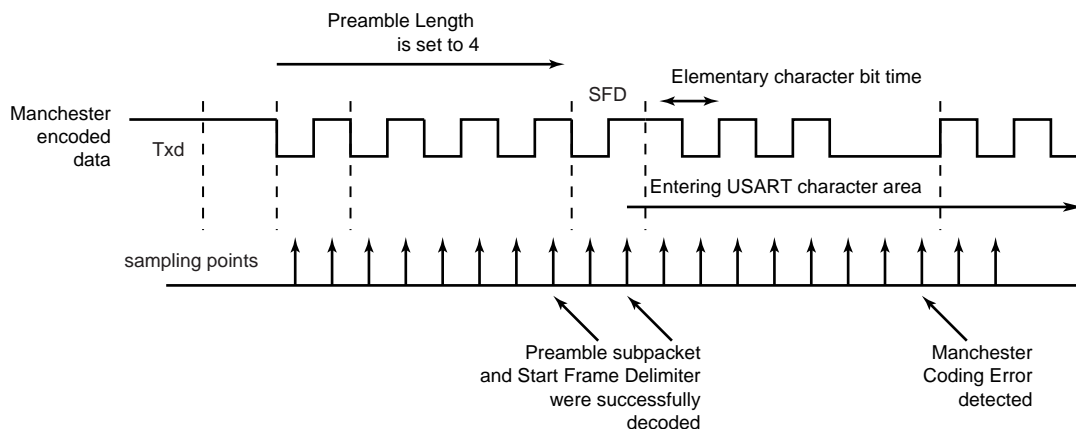 Preamble Length
is set to 4
Elementary character bit time
SFD
Manchester
encoded
data
Txd
Entering USART character area
sampling points
Preamble subpacket
and Start Frame Delimiter
were successfully
decoded
Manchester
Coding Error
detected